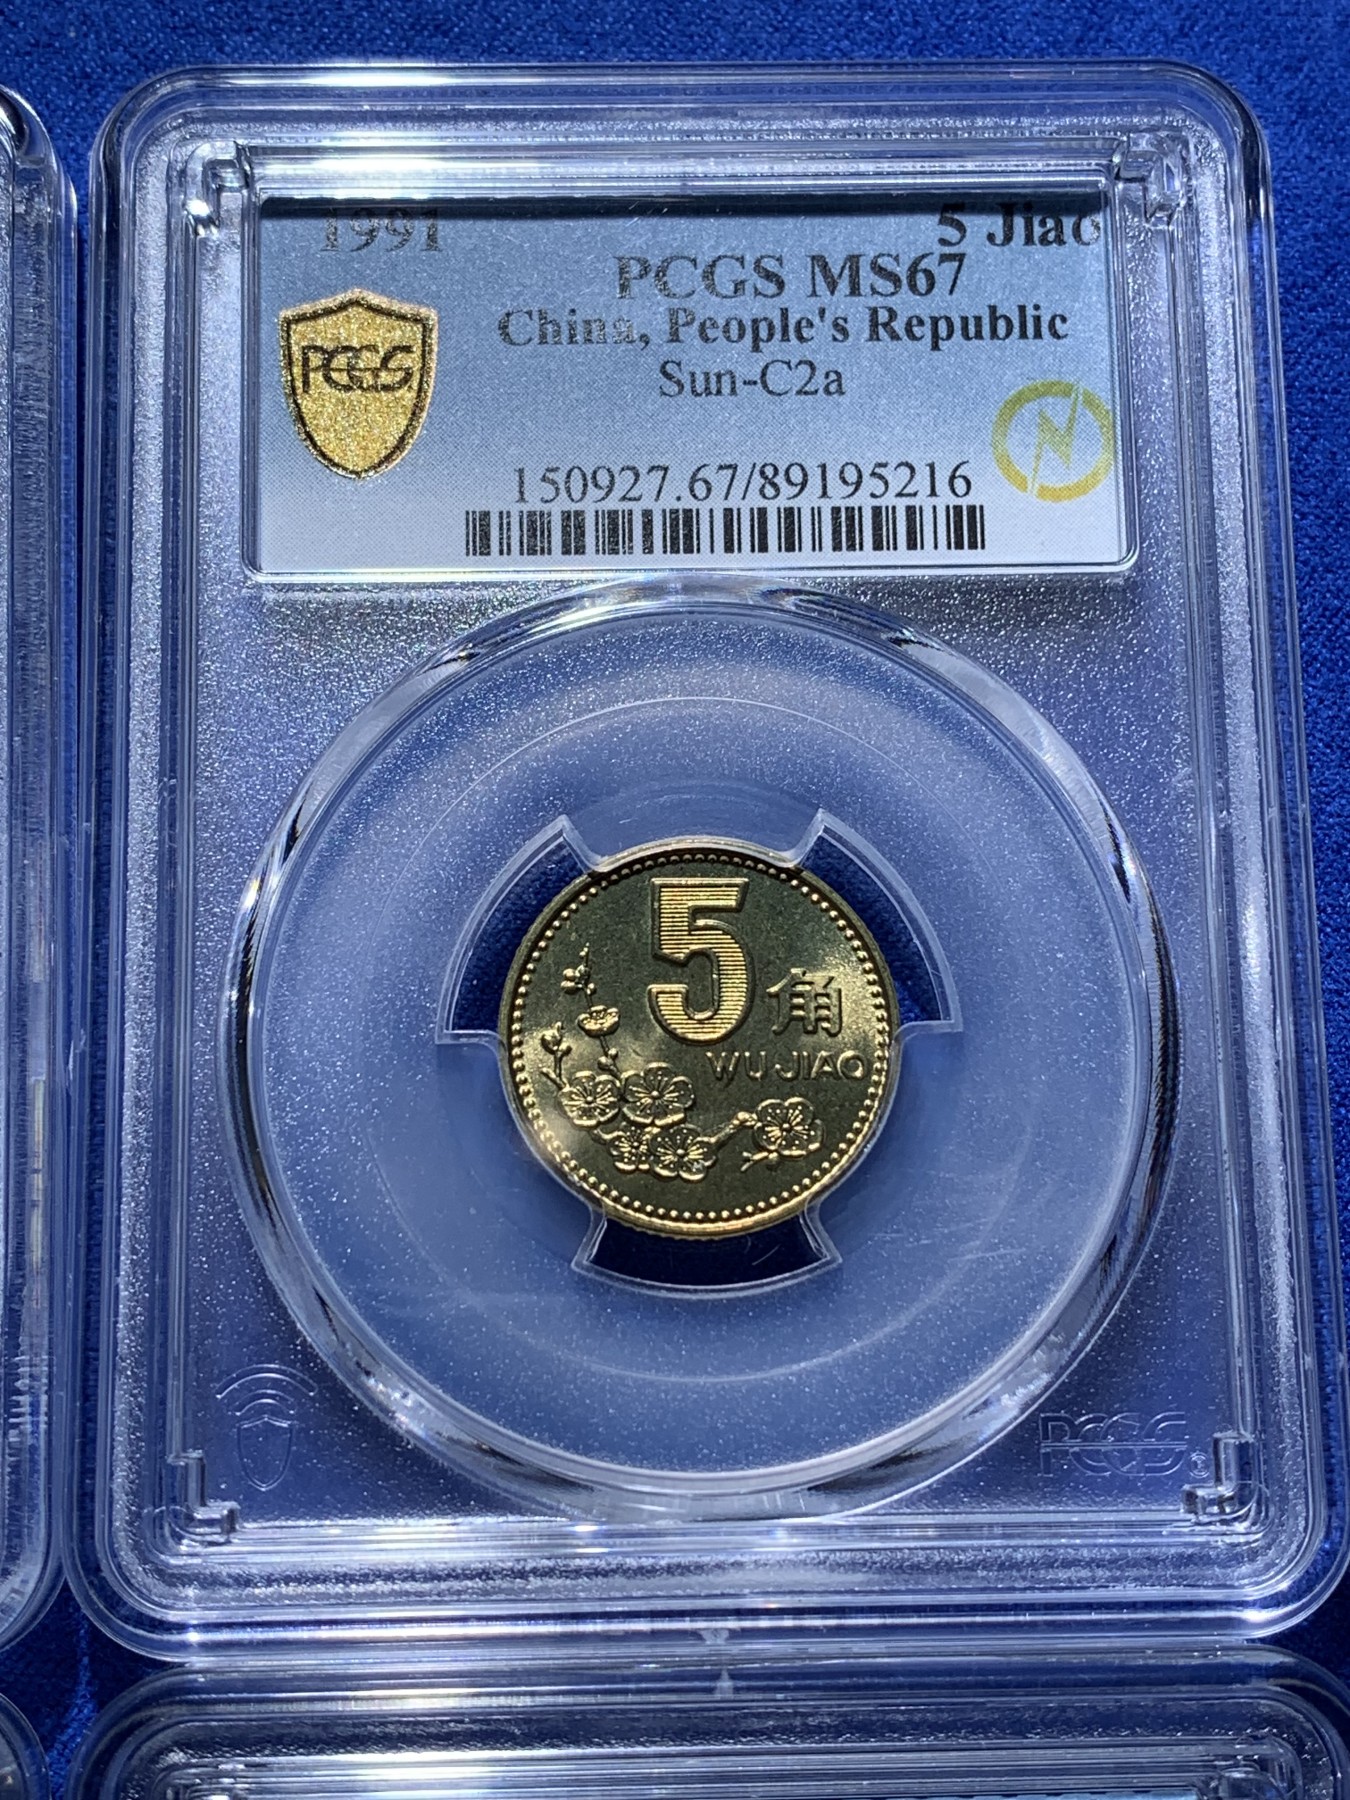 1991 5 Jiao
PCGS MS67
China, People's Republic
PCGS
Sun-C2a
N
150927.67/89195216
5 角
WU JIAO
PCGS